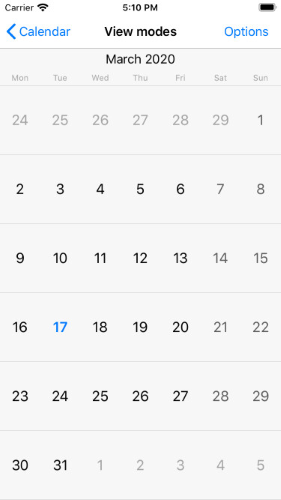 Carrier 5:10 PM
Calendar View modes Options
March 2020
Mon Tue Wed Thu Fri Sat Sun
24 25 26 27 28 29 1
2 3 4 5 6 7 8
9 10 11 12 13 14 15
16 17 18 19 20 21 22
23 24 25 26 27 28 29
30 31 1 2 3 4 5